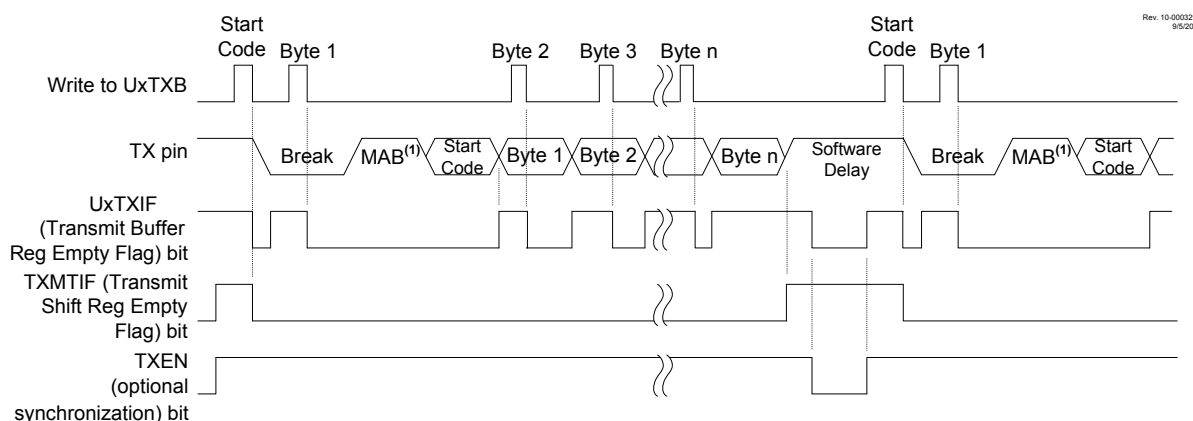 Rev. 10-00032
9/5/20
Start
Code
Byte 1
Byte 2
Byte 3
Byte n
Start
Code
Byte 1
Write to UxTXB
TX pin
Break
MAB(1)
Start
Code
Byte 1
Byte 2
Byte n
Software
Delay
Break
MAB(1)
Start
Code
UxTXIF
(Transmit Buffer
Reg Empty Flag) bit
TXMTIF (Transmit
Shift Reg Empty
Flag) bit
TXEN
(optional
synchronization) bit